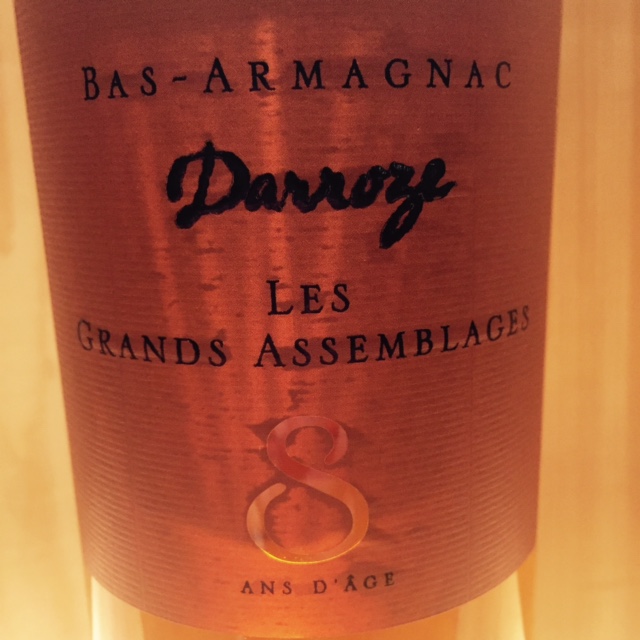 BAS-ARMAGNAC
Darroze
LES
GRANDS ASSEMBLAGES
8
ANS D'ÂGE